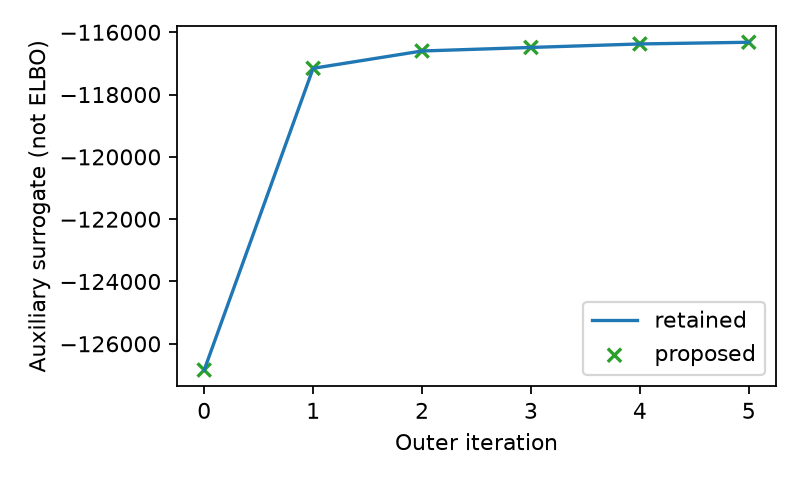 Auxiliary surrogate (not ELBO)
−116000
−118000
−120000
−122000
−124000
−126000
retained
proposed
0 1 2 3 4 5
Outer iteration